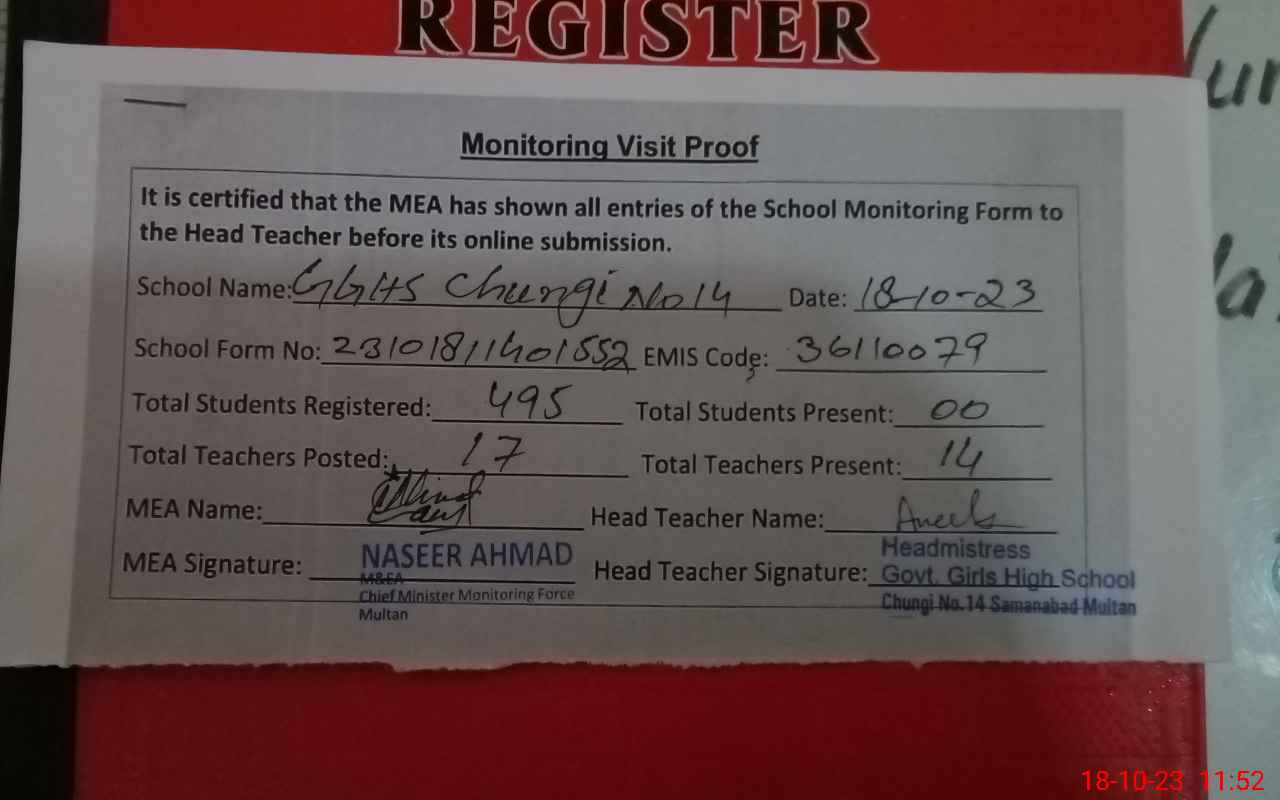 REGISTER
Monitoring Visit Proof
It is certified that the MEA has shown all entries of the School Monitoring Form to
the Head Teacher before its online submission.
School Name: GGHS Chungi No 14 Date: 18-10-23
School Form No: 231018111401552 EMIS Code: 36110079
Total Students Registered: 495 Total Students Present: 00
Total Teachers Posted: 17 Total Teachers Present: 14
MEA Name: Head Teacher Name:
MEA Signature: NASEER AHMAD Head Teacher Signature: Headmistress
M&EA Govt. Girls High School
Chief Minister Monitoring Force Chungi No.14 Samanabad Multan
Multan
18-10-23 11:52